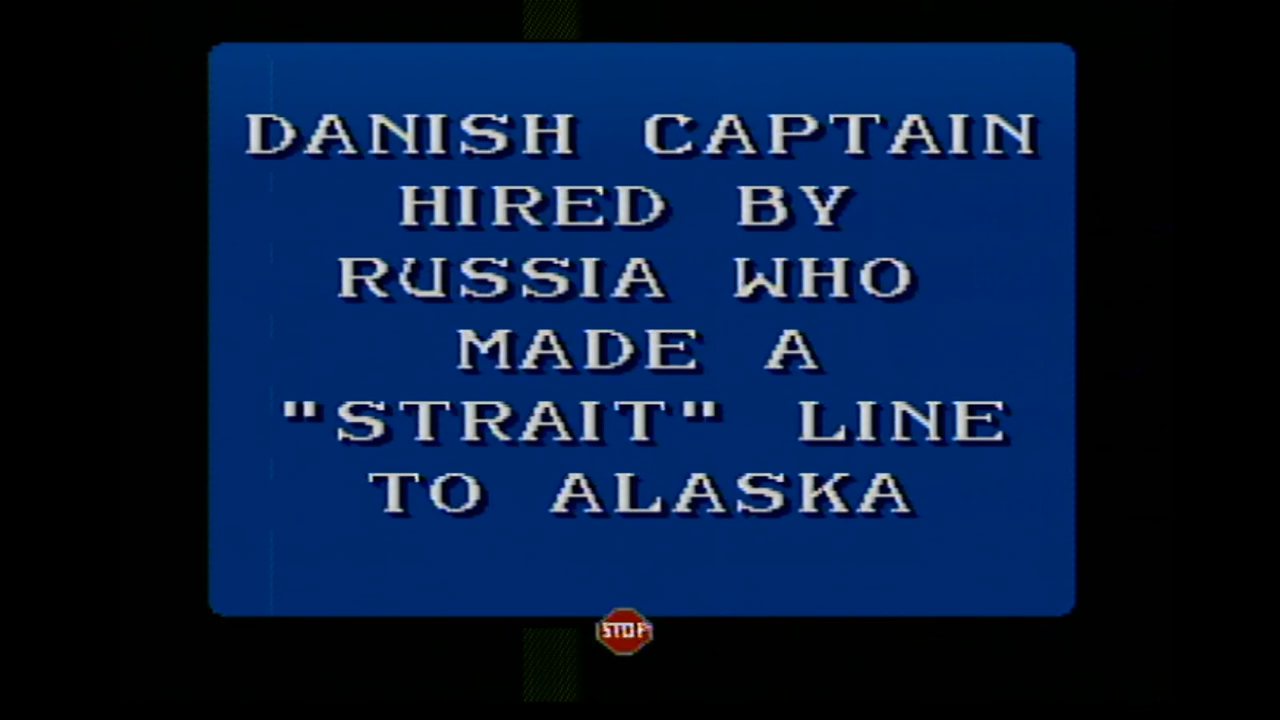 DANISH CAPTAIN
HIRED BY
RUSSIA WHO
MADE A
"STRAIT" LINE
TO ALASKA
STOP